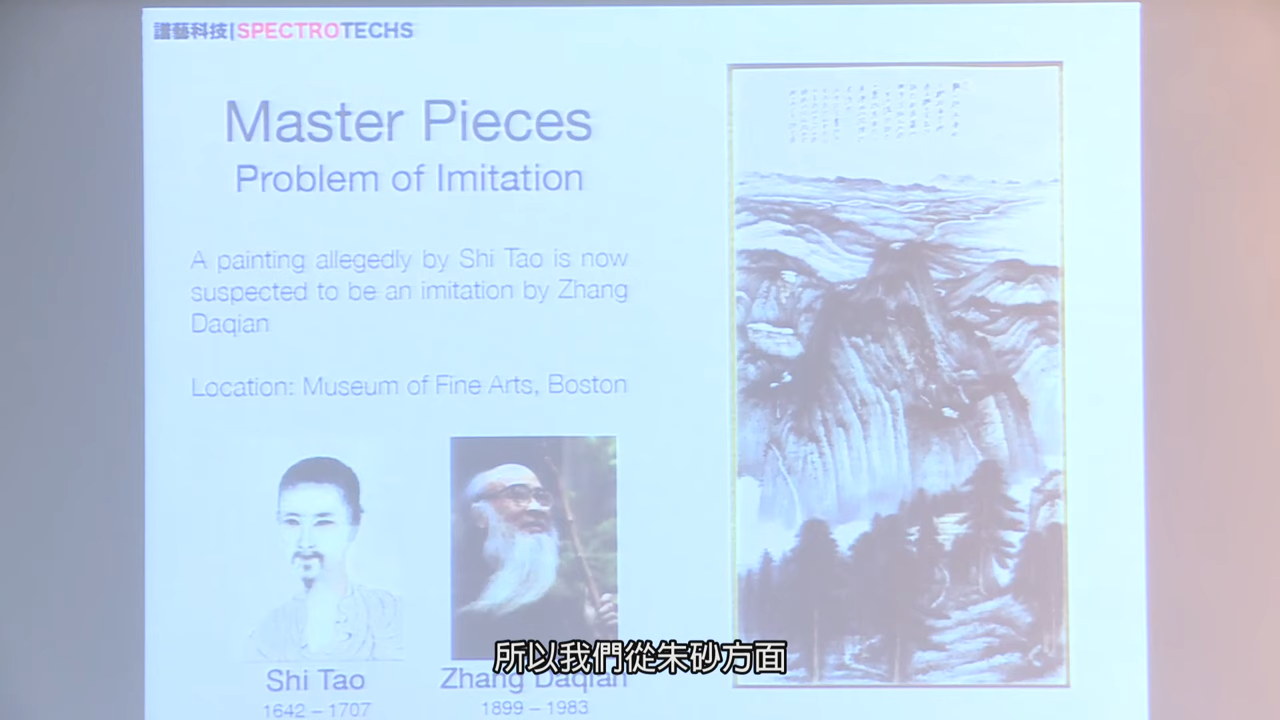 譜藝科技|SPECTROTECHS
Master Pieces
Problem of Imitation
A painting allegedly by Shi Tao is now
suspected to be an imitation by Zhang
Daqian
Location: Museum of Fine Arts, Boston
Shi Tao
1642 – 1707
Zhang Daqian
1899 – 1983
所以我們從朱砂方面